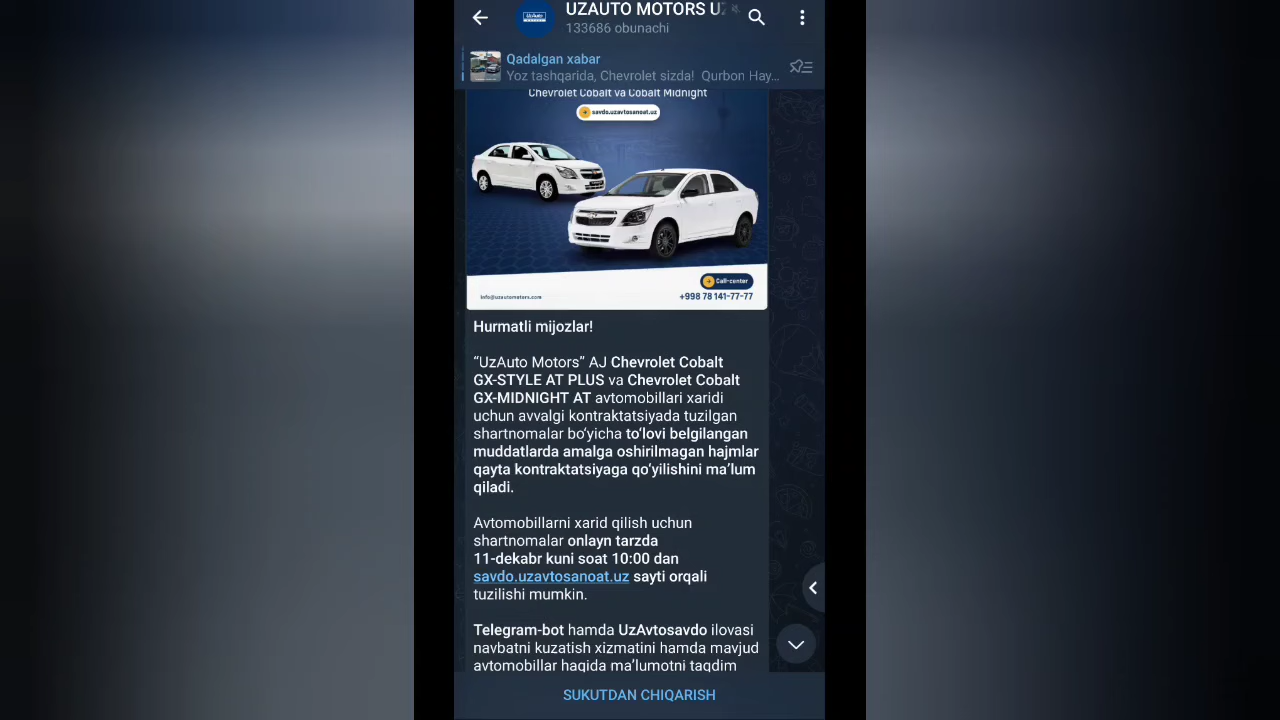 UZAUTO MOTORS U
133686 obunachi
Qadalgan xabar
Yoz tashqarida, Chevrolet sizda! Qurbon Hay...
Chevrolet Cobalt va Cobalt Midnight
savdo.uzavtosanoat.uz
Call-center
info@uzautomotors.com
+998 78 141-77-77
Hurmatli mijozlar!
“UzAuto Motors” AJ Chevrolet Cobalt
GX-STYLE AT PLUS va Chevrolet Cobalt
GX-MIDNIGHT AT avtomobillari xaridi
uchun avvalgi kontraktatsiyada tuzilgan
shartnomalar bo‘yicha to‘lovi belgilangan
muddatlarda amalga oshirilmagan hajmlar
qayta kontraktatsiyaga qo‘yilishini ma’lum
qiladi.
Avtomobillarni xarid qilish uchun
shartnomalar onlayn tarzda
11-dekabr kuni soat 10:00 dan
savdo.uzavtosanoat.uz sayti orqali
tuzilishi mumkin.
Telegram-bot hamda UzAvtosavdo ilovasi
navbatni kuzatish xizmatini hamda mavjud
avtomobillar haqida ma’lumotni taqdim
SUKUTDAN CHIQARISH